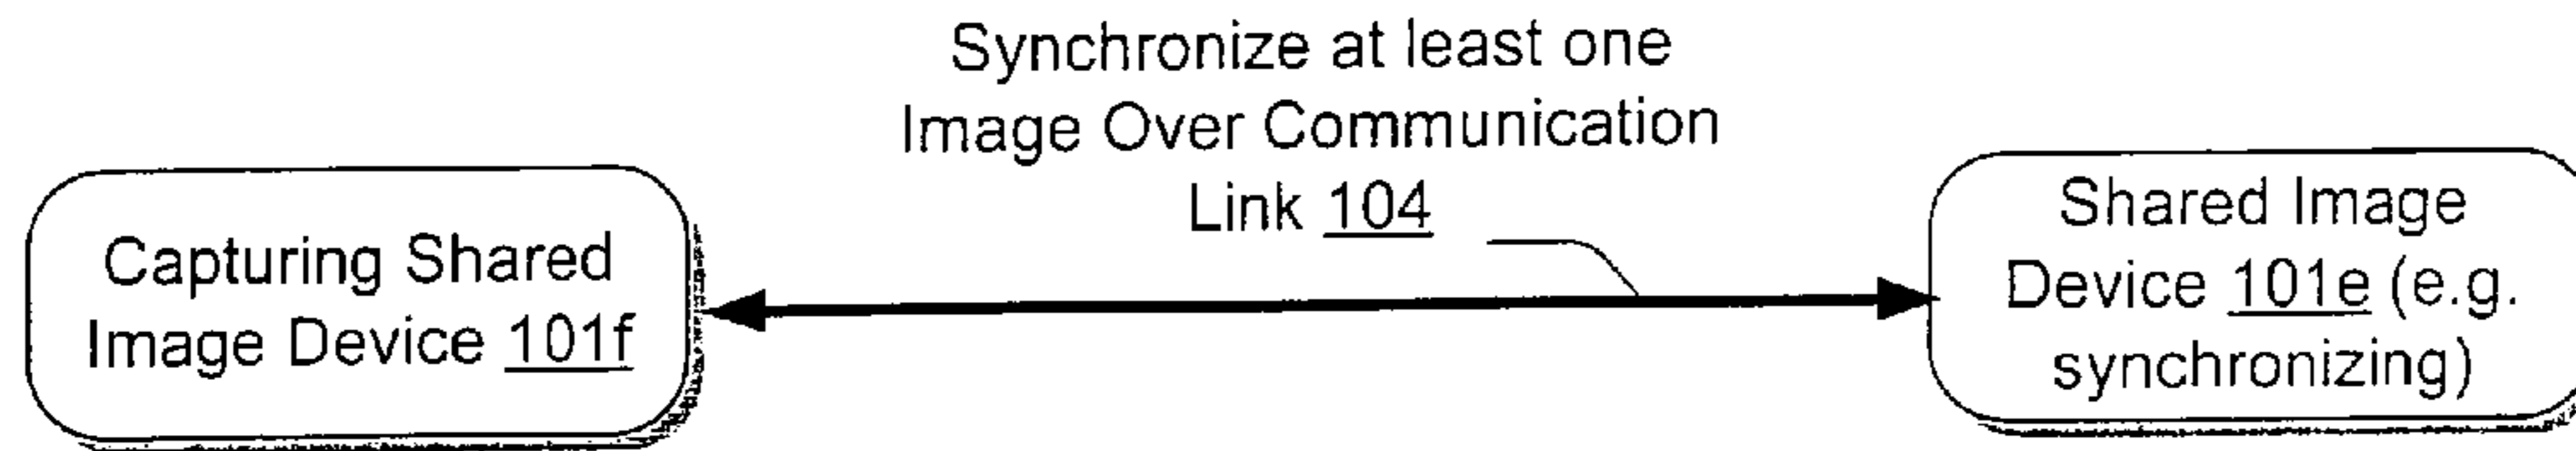 Synchronize at least one
Image Over Communication
Link 104
Capturing Shared
Image Device 101f
Shared Image
Device 101e (e.g.
synchronizing)